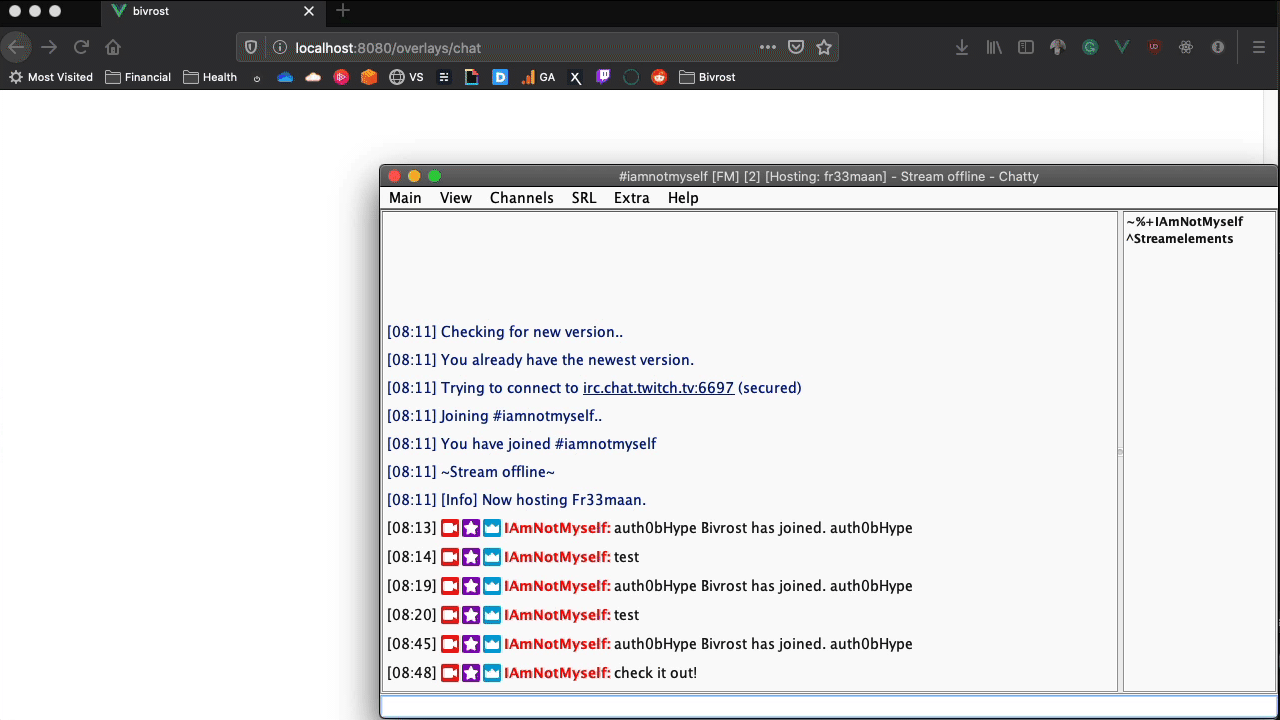 bivrost
localhost:8080/overlays/chat
Most Visited Financial Health VS GA Bivrost
#iamnotmyself [FM] [2] [Hosting: fr33maan] - Stream offline - Chatty
Main View Channels SRL Extra Help
~%+IAmNotMyself
^Streamelements
[08:11] Checking for new version..
[08:11] You already have the newest version.
[08:11] Trying to connect to irc.chat.twitch.tv:6697 (secured)
[08:11] Joining #iamnotmyself..
[08:11] You have joined #iamnotmyself
[08:11] ~Stream offline~
[08:11] [Info] Now hosting Fr33maan.
[08:13] IAmNotMyself: auth0bHype Bivrost has joined. auth0bHype
[08:14] IAmNotMyself: test
[08:19] IAmNotMyself: auth0bHype Bivrost has joined. auth0bHype
[08:20] IAmNotMyself: test
[08:45] IAmNotMyself: auth0bHype Bivrost has joined. auth0bHype
[08:48] IAmNotMyself: check it out!